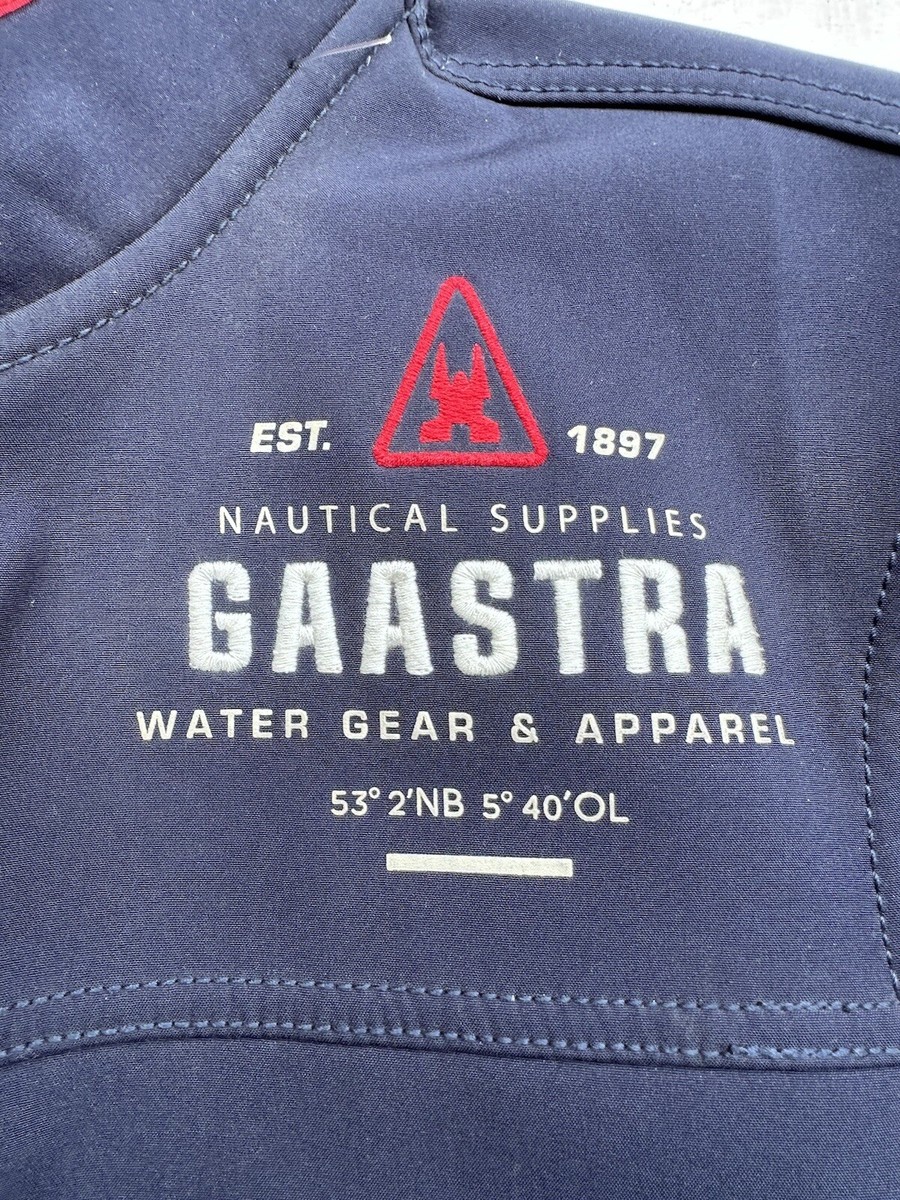 EST. 1897
NAUTICAL SUPPLIES
GAASTRA
WATER GEAR & APPAREL
53° 2'NB 5° 40'OL